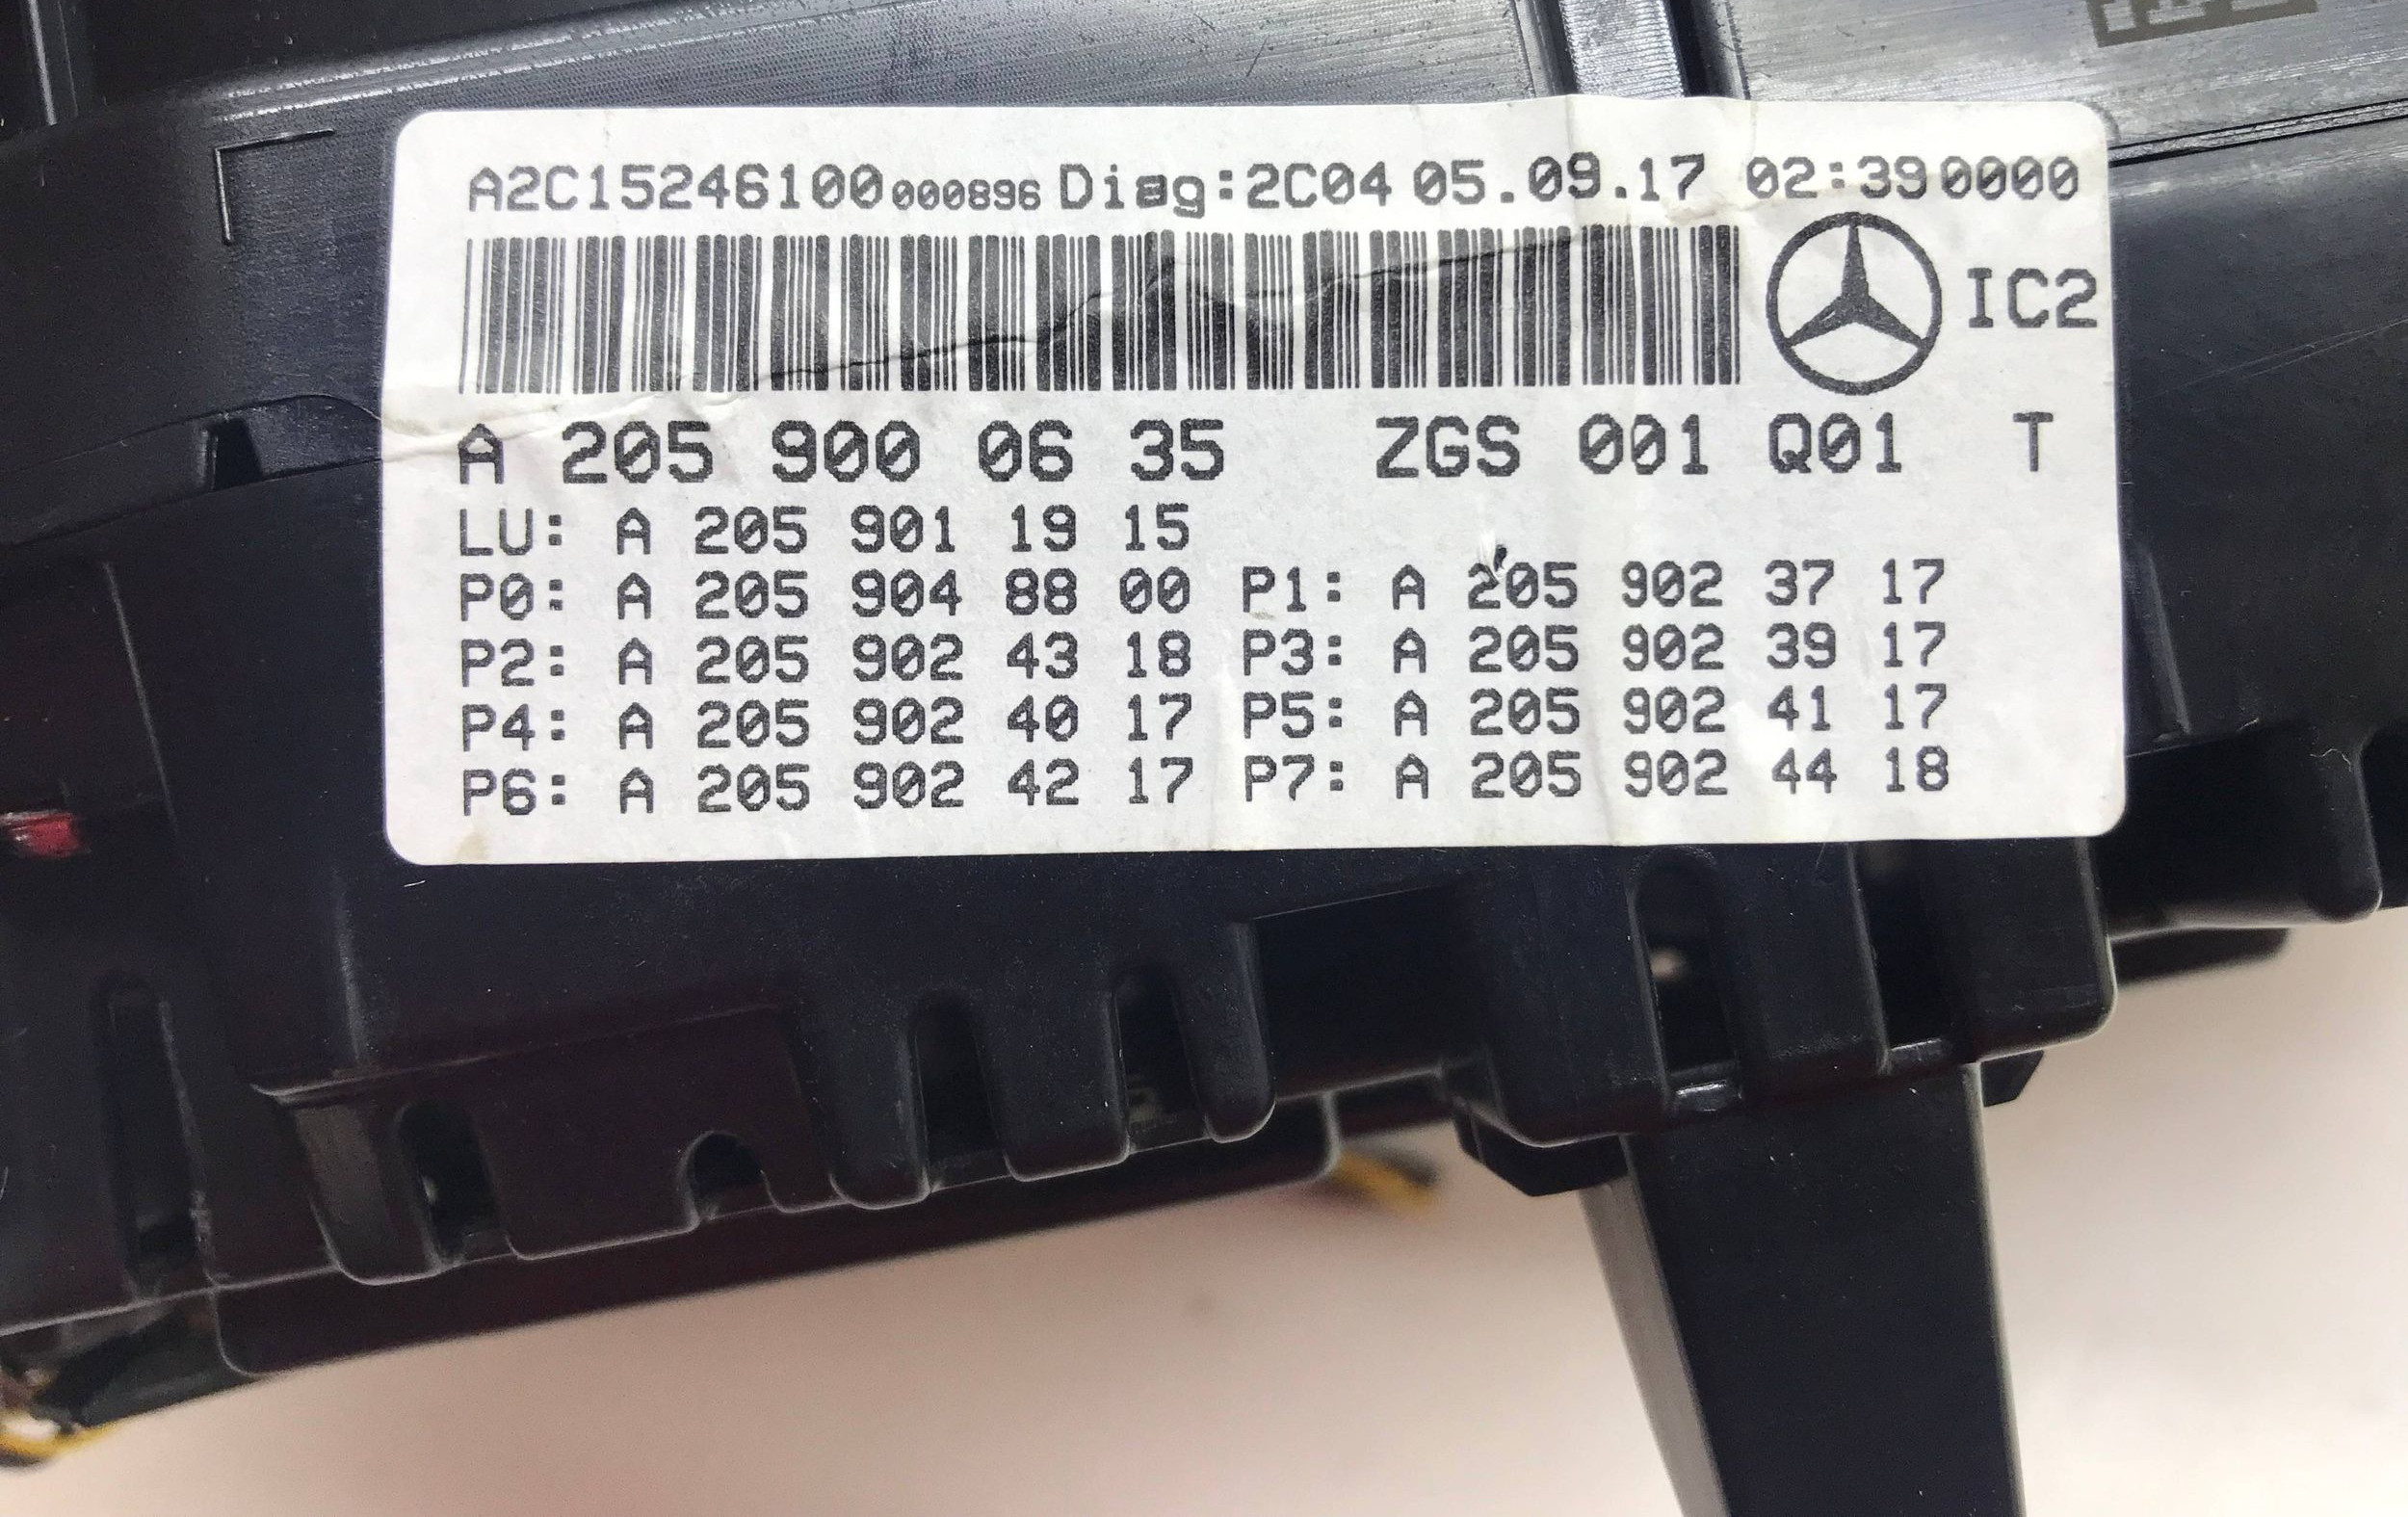 A2C15246100000896 Diag:2C04 05.09.17 02:390000
IC2
A 205 900 06 35 ZGS 001 Q01 T
LU: A 205 901 19 15
P0: A 205 904 88 00 P1: A 205 902 37 17
P2: A 205 902 43 18 P3: A 205 902 39 17
P4: A 205 902 40 17 P5: A 205 902 41 17
P6: A 205 902 42 17 P7: A 205 902 44 18